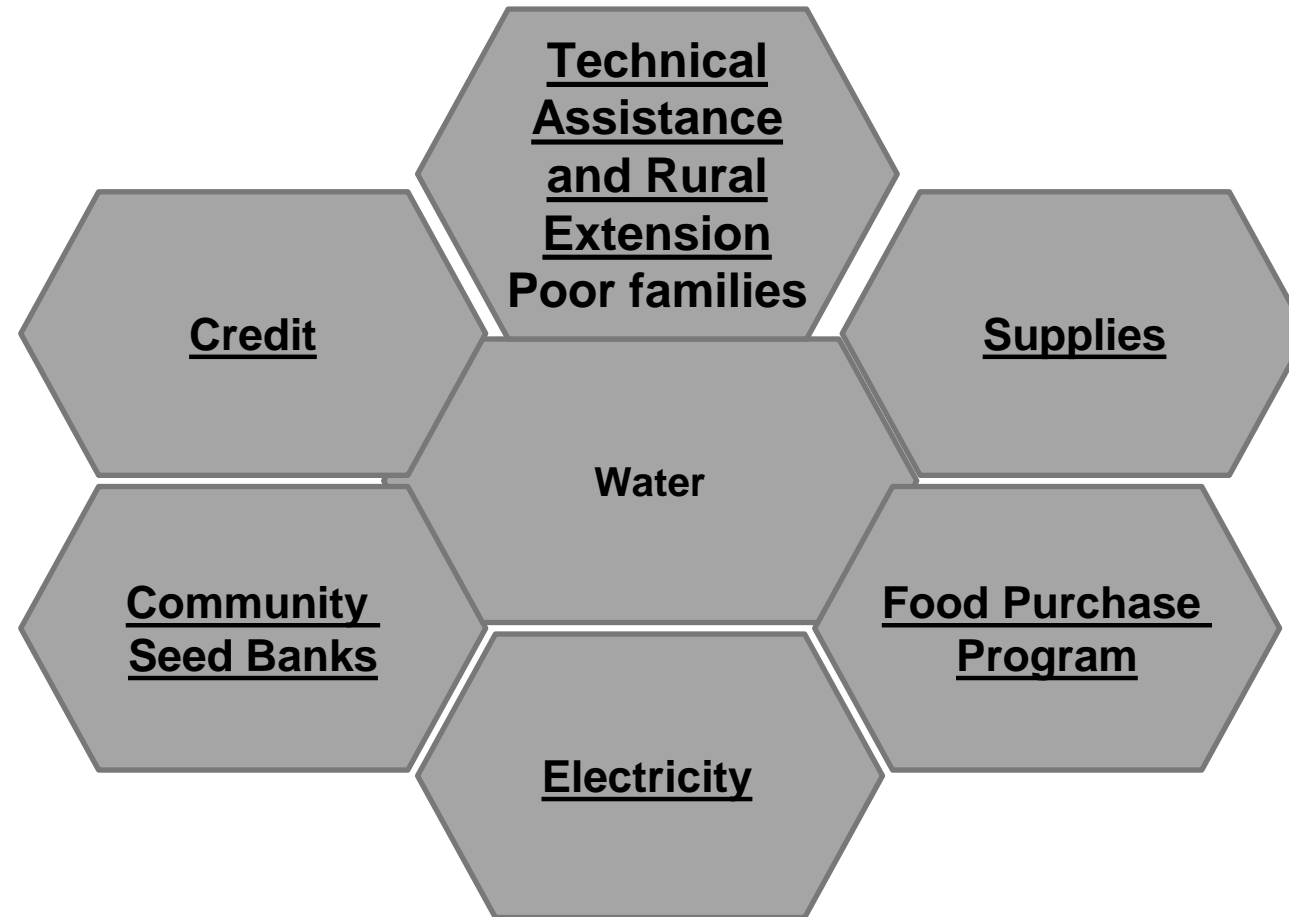 Technical
Assistance
and Rural
Extension
Poor families
Credit
Supplies
Water
Community
Seed Banks
Food Purchase
Program
Electricity